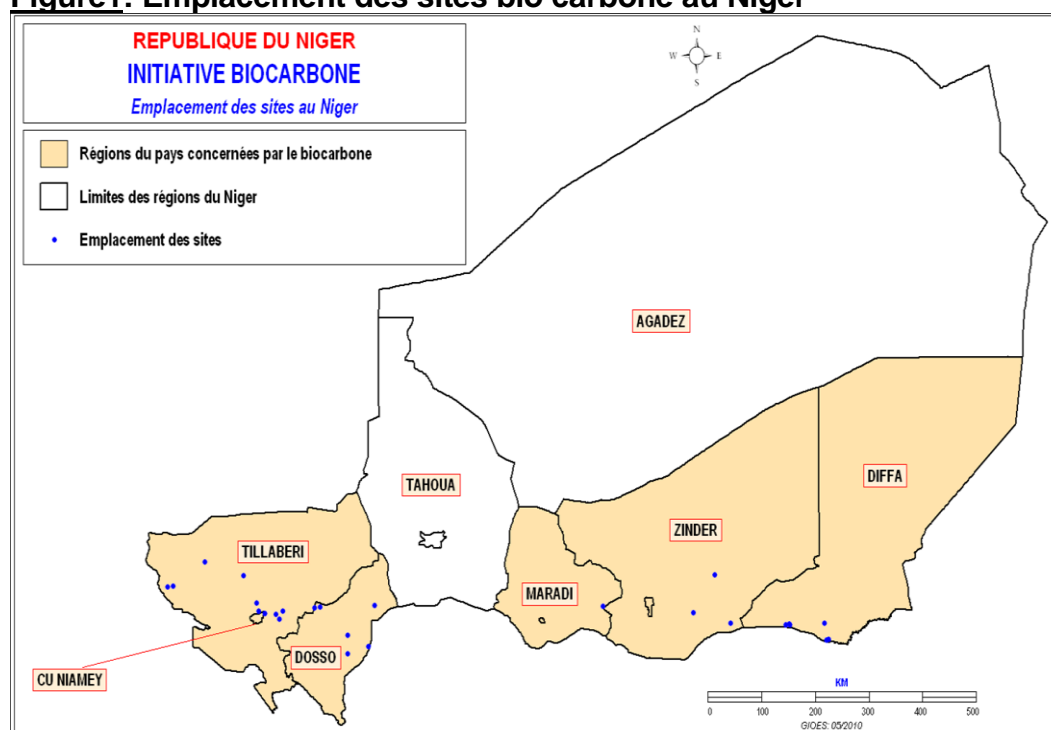 Figure1: Emplacement des sites bio carbone au Niger
REPUBLIQUE DU NIGER
INITIATIVE BIOCARBONE
Emplacement des sites au Niger
Régions du pays concernées par le biocarbone
Limites des régions du Niger
Emplacement des sites
N
W E
S
AGADEZ
TAHOUA
DIFFA
ZINDER
TILLABERI
MARADI
DOSSO
CU NIAMEY
KM
0 100 200 300 400 500
GIOES: 05/2010